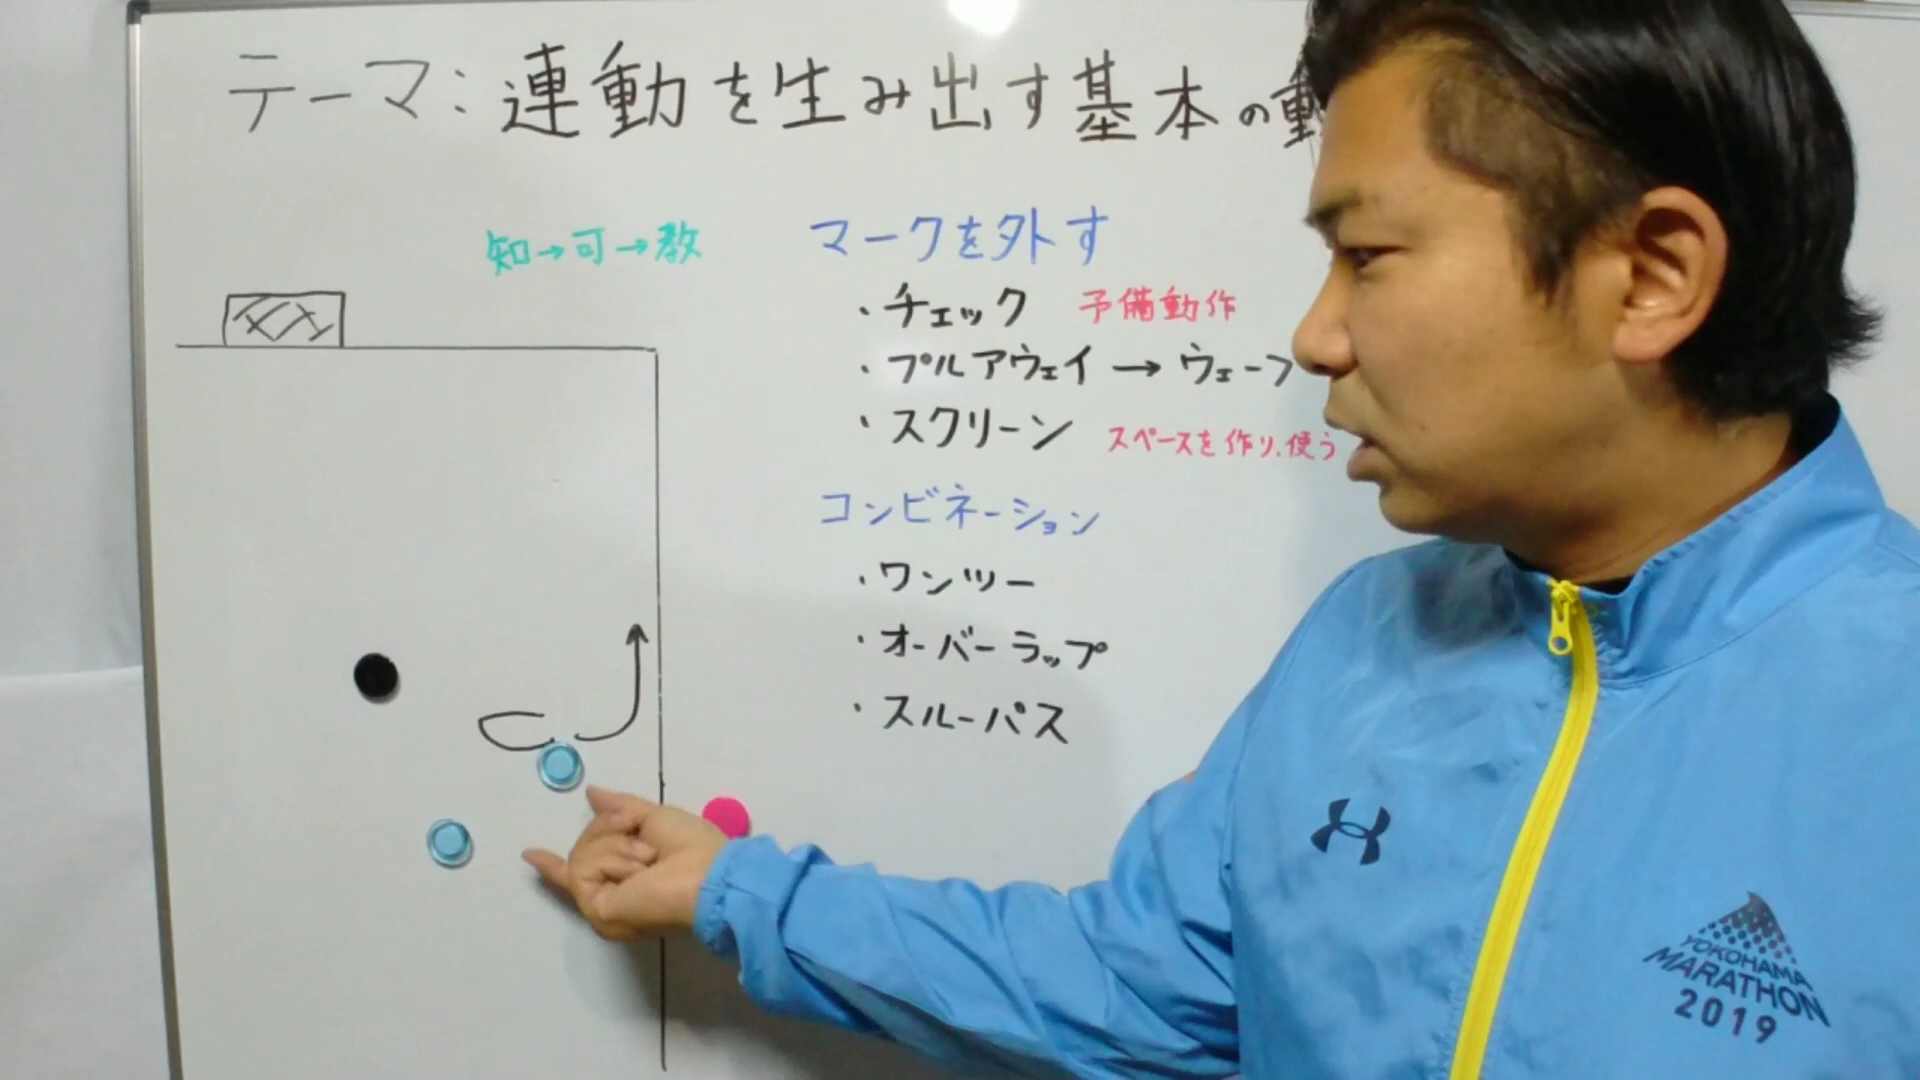 テーマ：連動を生み出す基本の動
知→可→教
マークを外す
・チェック 予備動作
・プルアウェイ → ウェーブ
・スクリーン スペースを作り、使う
コンビネーション
・ワンツー
・オーバーラップ
・スルーパス
YOKOHAMA
MARATHON
2019